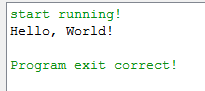 start running!
Hello, World!
Program exit correct!